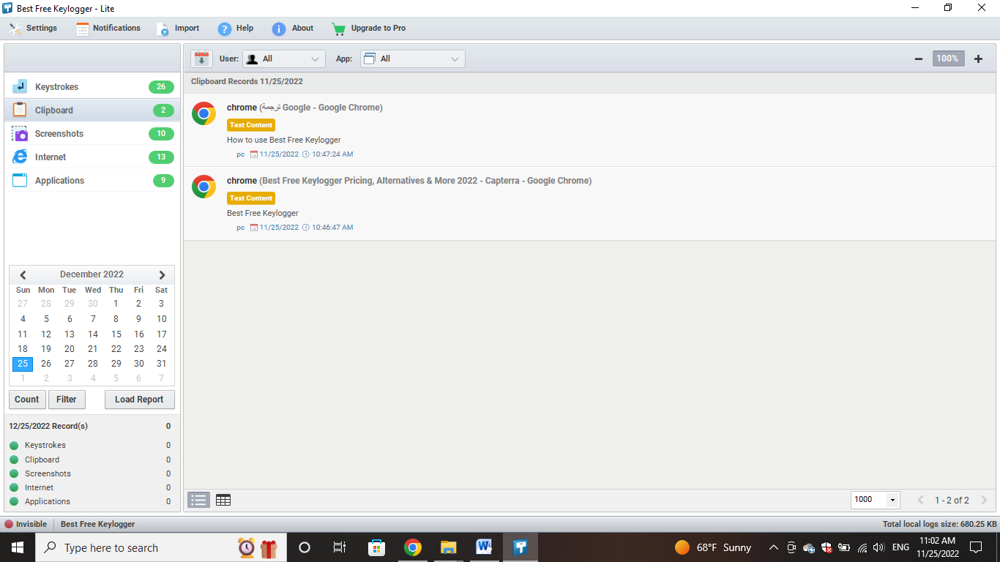 Best Free Keylogger - Lite
Settings Notifications Import Help About Upgrade to Pro
User: All App: All 100%
Keystrokes 26
Clipboard 2
Screenshots 10
Internet 13
Applications 9
Clipboard Records 11/25/2022
chrome (ترجمة Google - Google Chrome)
Text Content
How to use Best Free Keylogger
pc 11/25/2022 10:47:24 AM
chrome (Best Free Keylogger Pricing, Alternatives & More 2022 - Capterra - Google Chrome)
Text Content
Best Free Keylogger
pc 11/25/2022 10:46:47 AM
December 2022
Sun Mon Tue Wed Thu Fri Sat
27 28 29 30 1 2 3
4 5 6 7 8 9 10
11 12 13 14 15 16 17
18 19 20 21 22 23 24
25 26 27 28 29 30 31
1 2 3 4 5 6 7
Count Filter Load Report
12/25/2022 Record(s) 0
Keystrokes 0
Clipboard 0
Screenshots 0
Internet 0
Applications 0
1000 1 - 2 of 2
Invisible Best Free Keylogger Total local logs size: 680.25 KB
Type here to search 68°F Sunny ENG
11:02 AM
11/25/2022